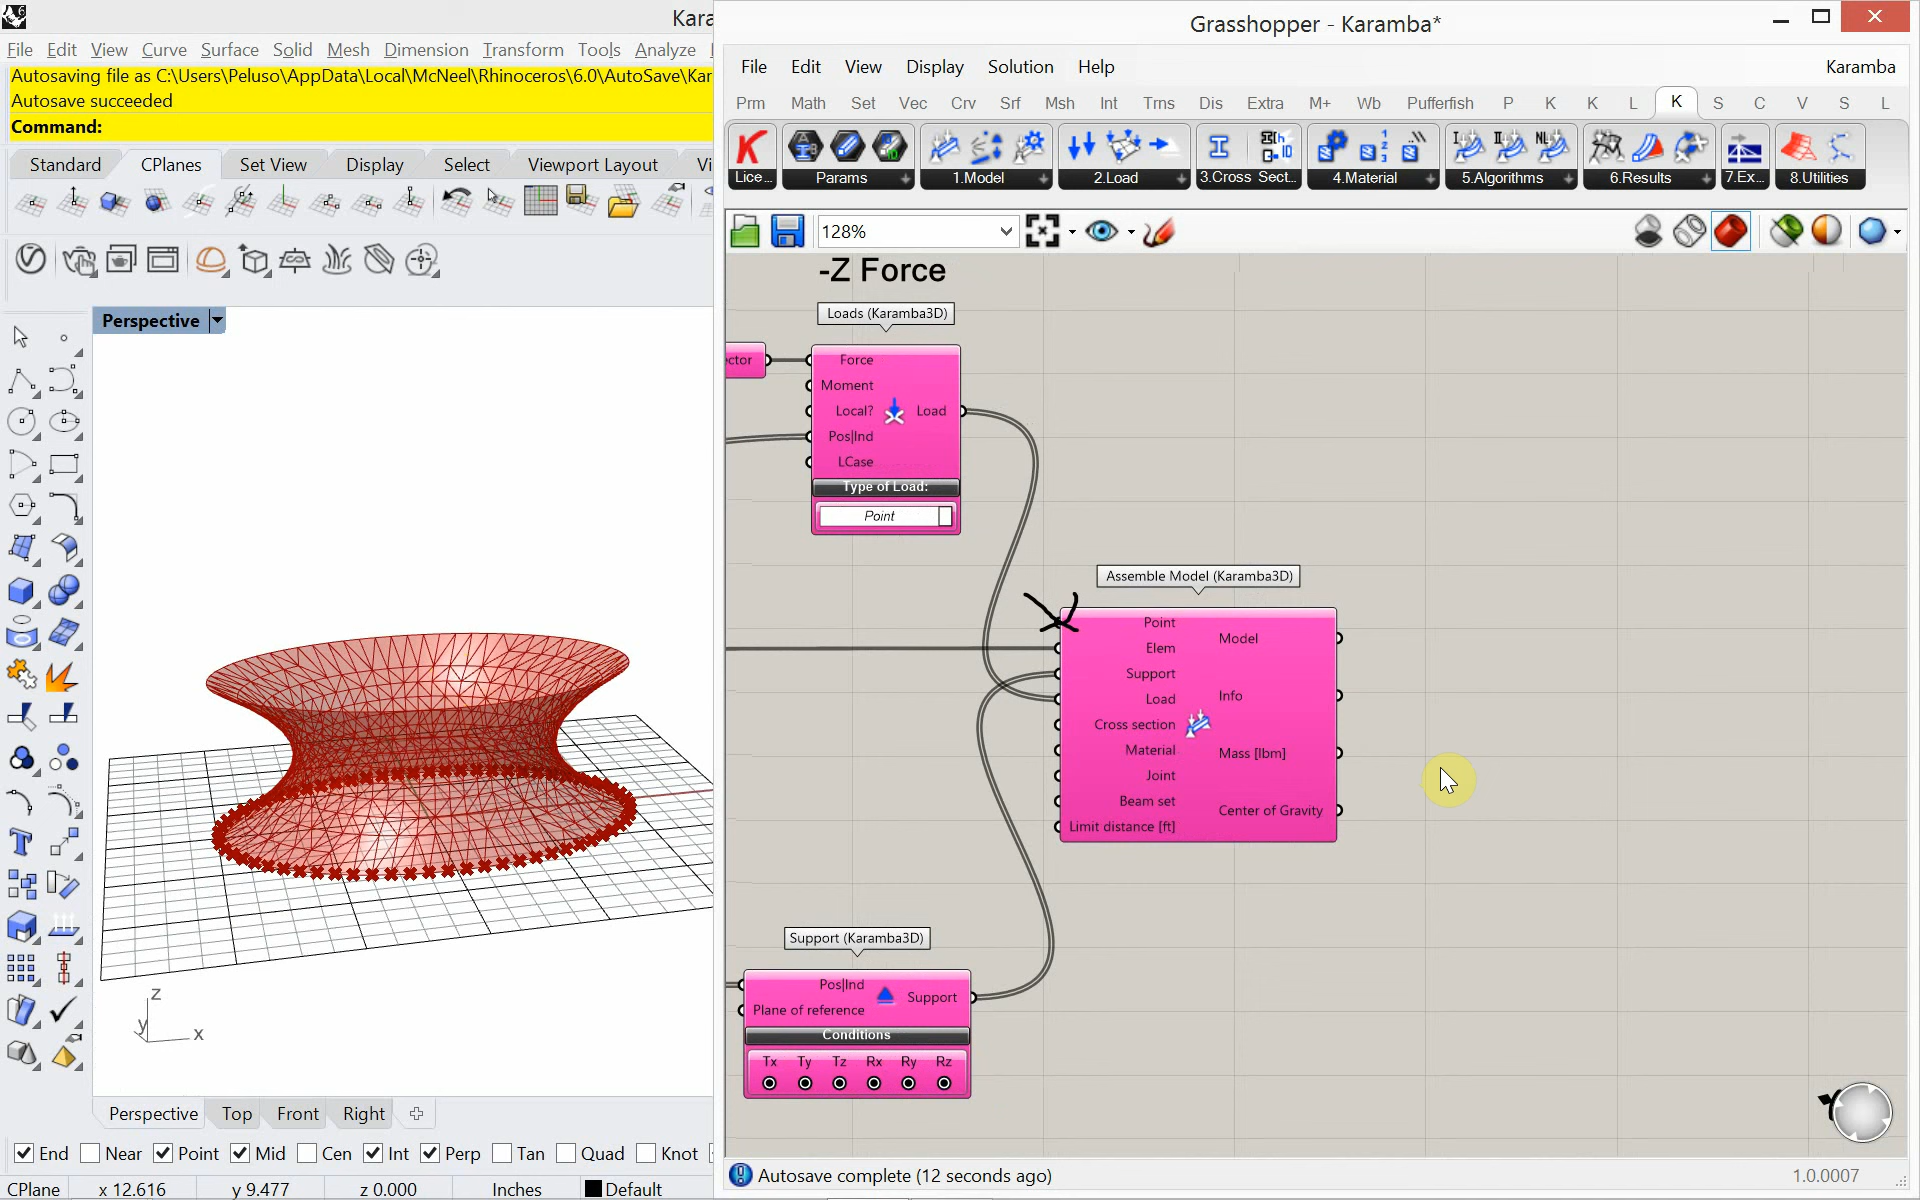 Kara
File Edit View Curve Surface Solid Mesh Dimension Transform Tools Analyze
Autosaving file as C:\Users\Peluso\AppData\Local\McNeel\Rhinoceros\6.0\AutoSave\Kar
Autosave succeeded
Command:
Standard CPlanes Set View Display Select Viewport Layout Vi
Perspective
z
y x
Perspective Top Front Right
End Near Point Mid Cen Int Perp Tan Quad Knot
CPlane x 12.616 y 9.477 z 0.000 Inches Default
Grasshopper - Karamba*
File Edit View Display Solution Help Karamba
Prm Math Set Vec Crv Srf Msh Int Trns Dis Extra M+ Wb Pufferfish P K K L K S C V S L
Lice... Params 1.Model 2.Load 3.Cross Sect... 4.Material 5.Algorithms 6.Results 7.Ex... 8.Utilities
128%
-Z Force
Loads (Karamba3D)
ctor
Force
Moment
Local? Load
Pos|Ind
LCase
Type of Load:
Point
Assemble Model (Karamba3D)
Point
Elem
Support
Load
Cross section
Material
Joint
Beam set
Limit distance [ft]
Model
Info
Mass [lbm]
Center of Gravity
Support (Karamba3D)
Pos|Ind
Plane of reference
Support
Conditions
Tx Ty Tz Rx Ry Rz
Autosave complete (12 seconds ago)
1.0.0007